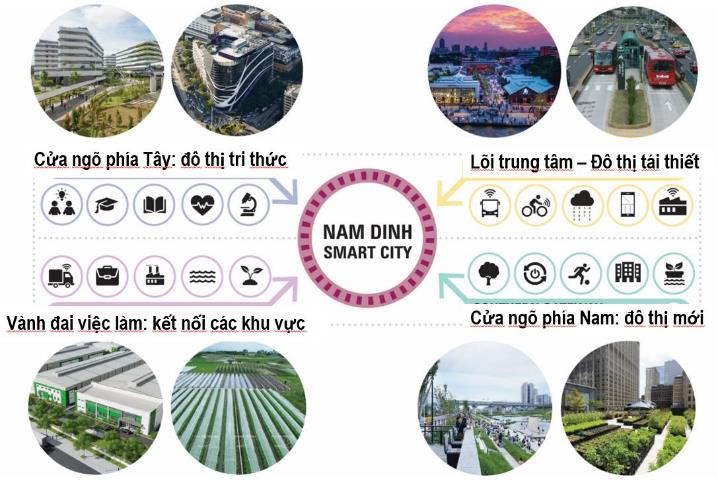 Cửa ngõ phía Tây: đô thị tri thức
Lõi trung tâm – Đô thị tái thiết
NAM DINH
SMART CITY
Vành đai việc làm: kết nối các khu vực
Cửa ngõ phía Nam: đô thị mới